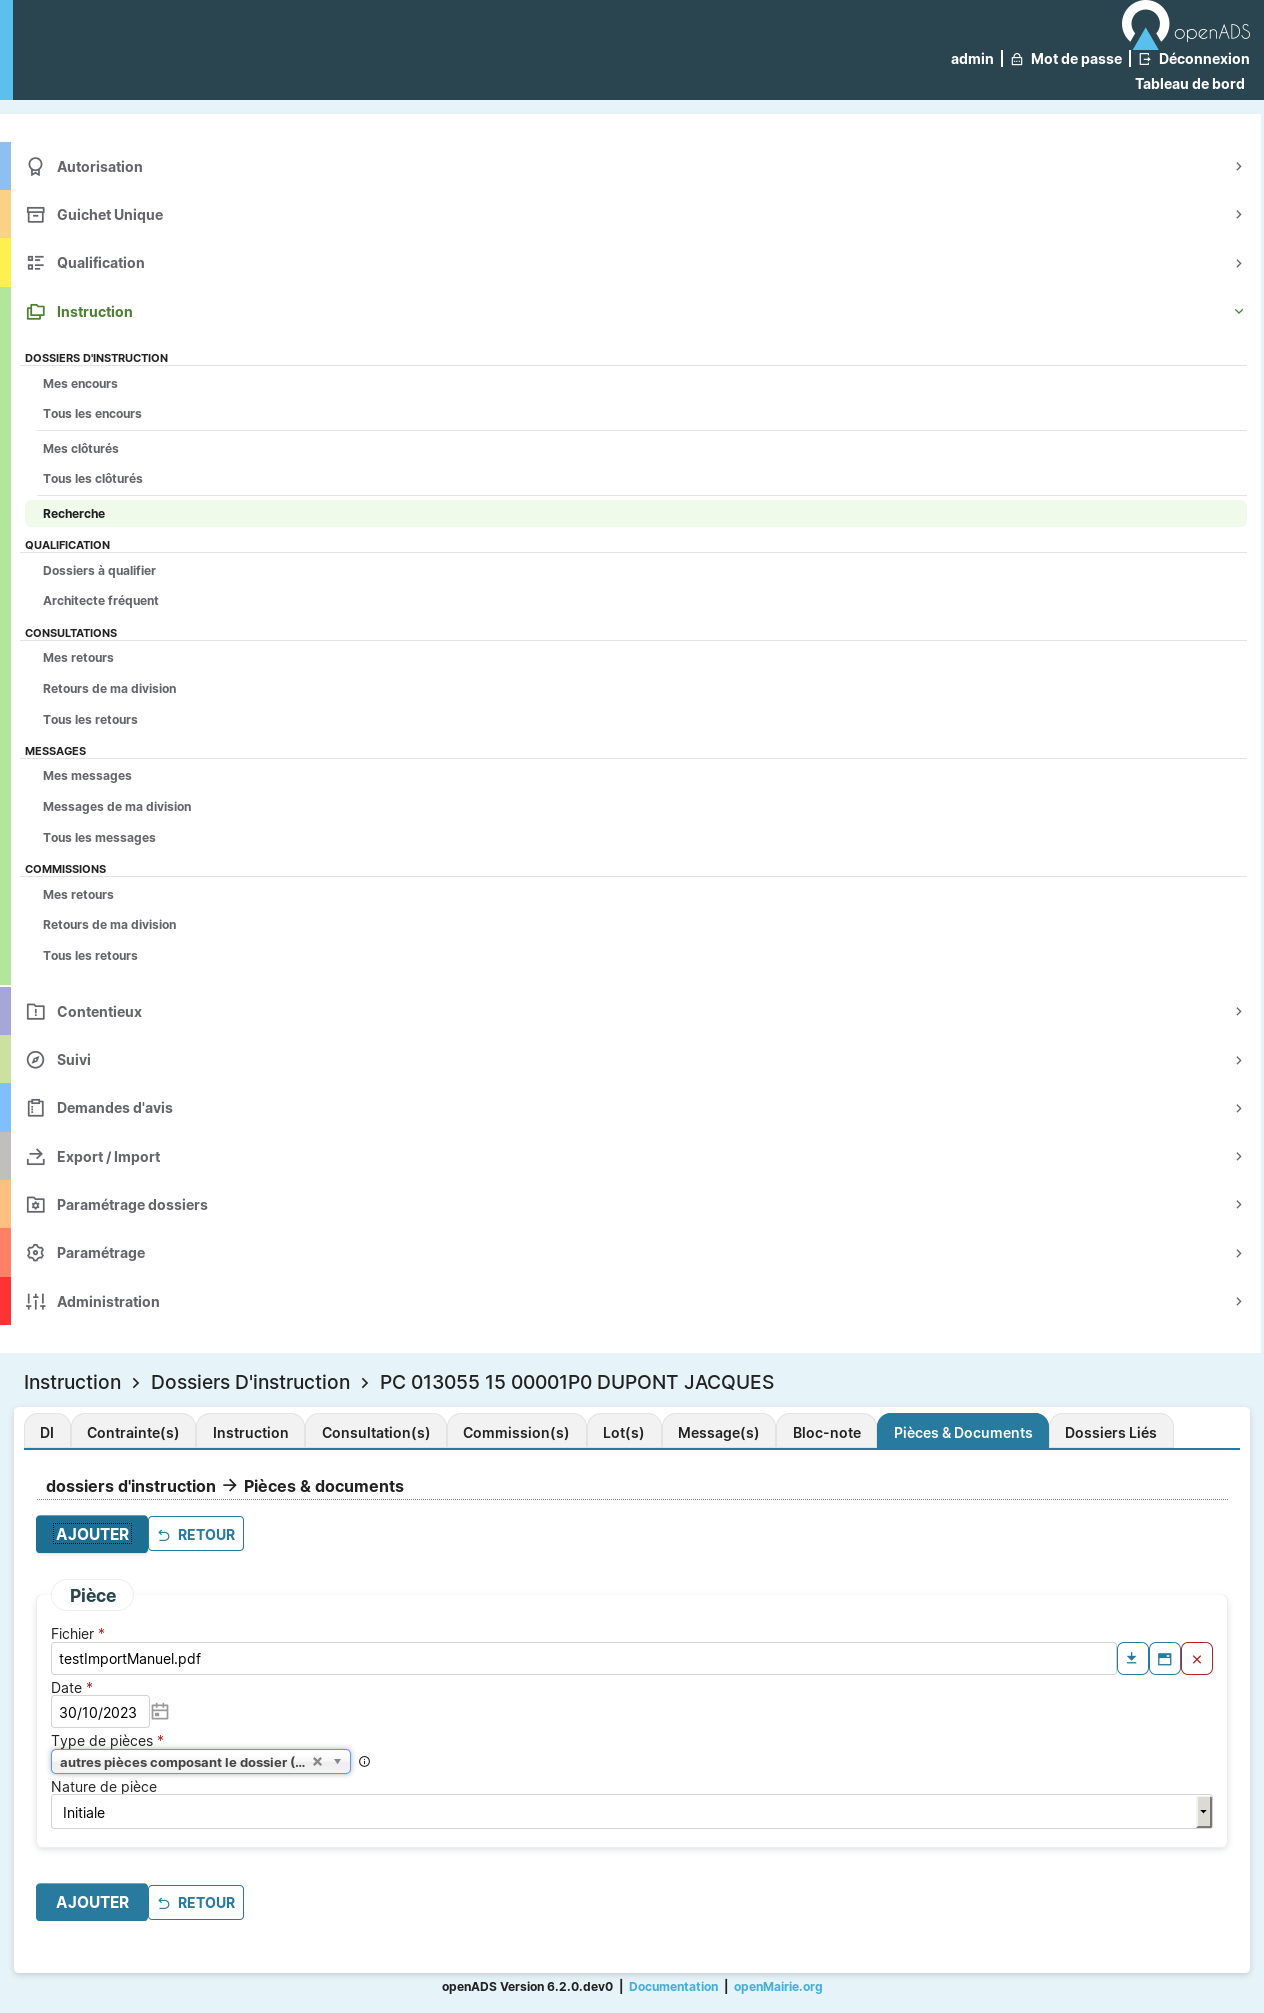 openADS
admin | Mot de passe | Déconnexion
Tableau de bord
Autorisation
Guichet Unique
Qualification
Instruction
DOSSIERS D'INSTRUCTION
Mes encours
Tous les encours
Mes clôturés
Tous les clôturés
Recherche
QUALIFICATION
Dossiers à qualifier
Architecte fréquent
CONSULTATIONS
Mes retours
Retours de ma division
Tous les retours
MESSAGES
Mes messages
Messages de ma division
Tous les messages
COMMISSIONS
Mes retours
Retours de ma division
Tous les retours
Contentieux
Suivi
Demandes d'avis
Export / Import
Paramétrage dossiers
Paramétrage
Administration
Instruction > Dossiers D'instruction > PC 013055 15 00001P0 DUPONT JACQUES
DI Contrainte(s) Instruction Consultation(s) Commission(s) Lot(s) Message(s) Bloc-note Pièces & Documents Dossiers Liés
dossiers d'instruction → Pièces & documents
AJOUTER RETOUR
Pièce
Fichier *
testImportManuel.pdf
Date *
30/10/2023
Type de pièces *
autres pièces composant le dossier (...
Nature de pièce
Initiale
AJOUTER RETOUR
openADS Version 6.2.0.dev0 | Documentation | openMairie.org